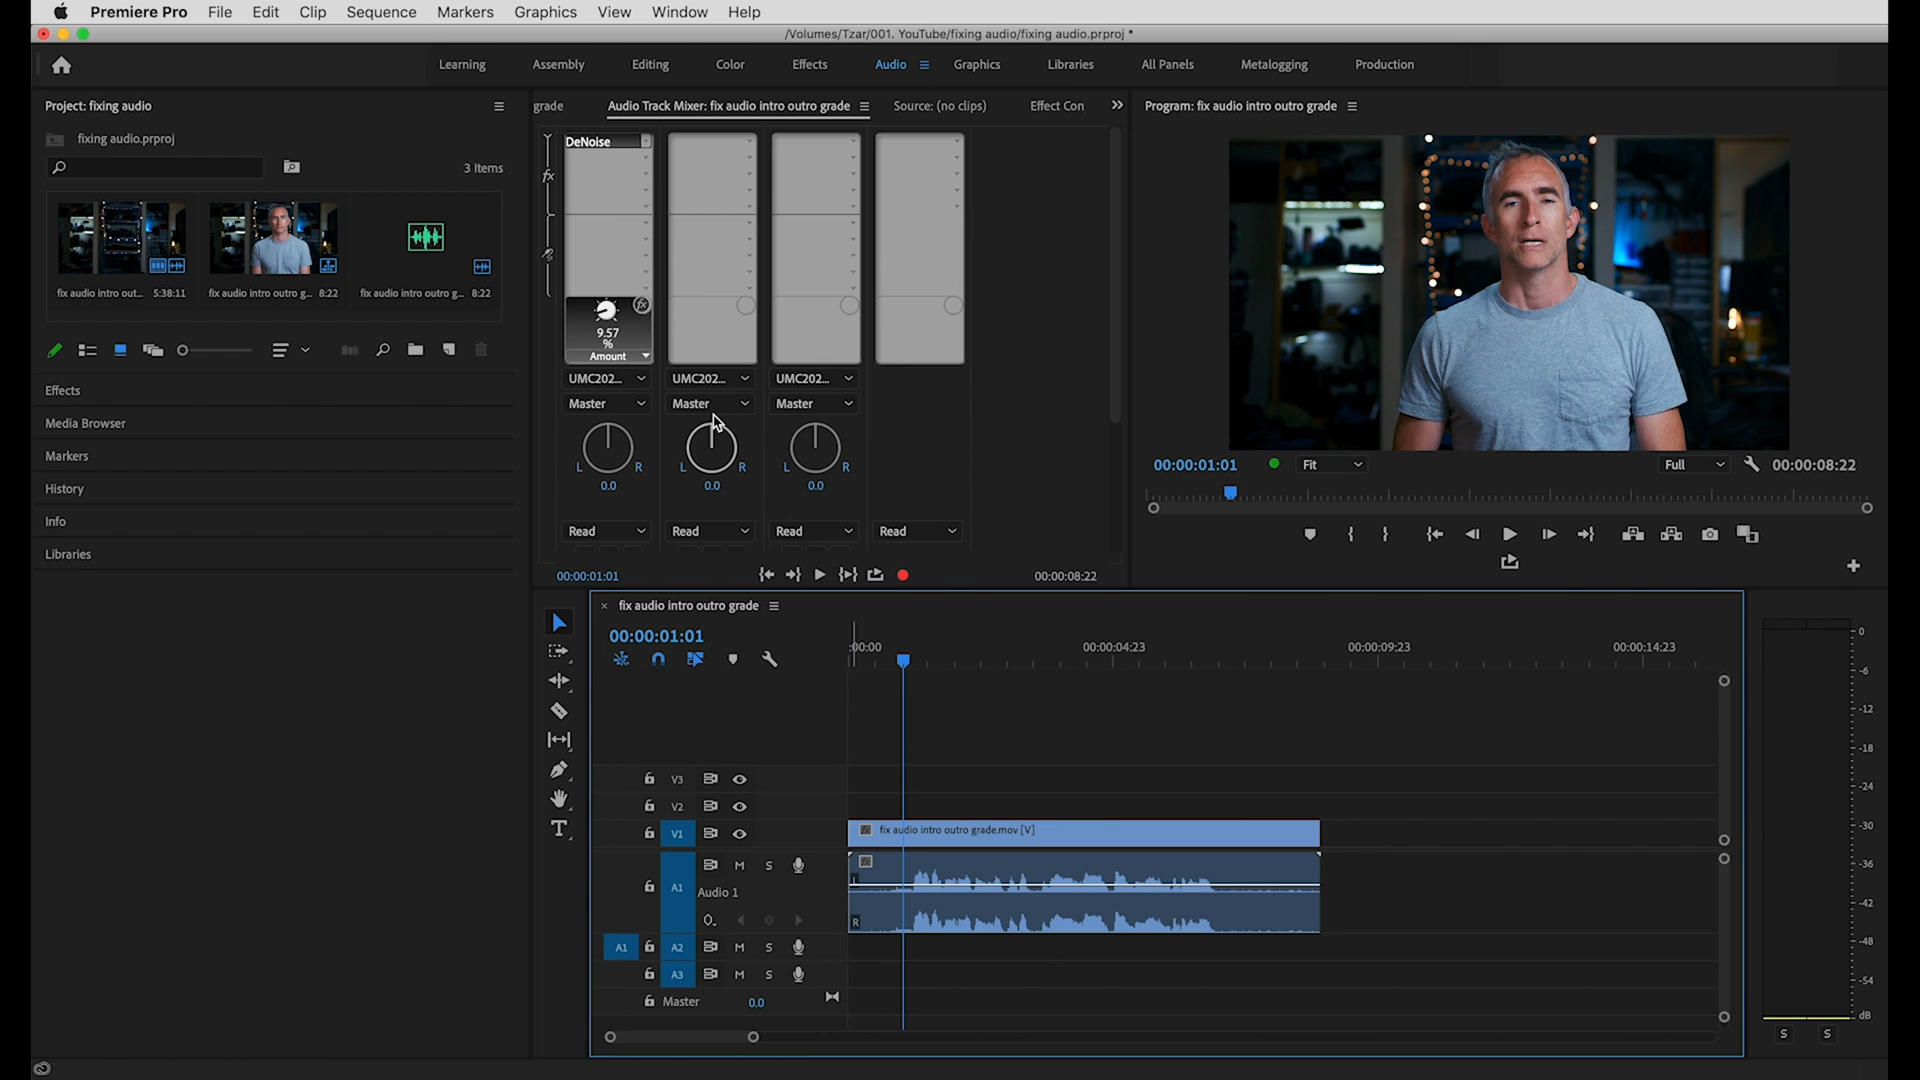 Premiere Pro File Edit Clip Sequence Markers Graphics View Window Help
/Volumes/Tzar/001. YouTube/fixing audio/fixing audio.prproj *
Learning Assembly Editing Color Effects Audio Graphics Libraries All Panels Metalogging Production
Project: fixing audio
fixing audio.prproj
3 Items
fix audio intro out... 5:38:11
fix audio intro outro g... 8:22
fix audio intro outro g... 8:22
Effects
Media Browser
Markers
History
Info
Libraries
grade Audio Track Mixer: fix audio intro outro grade Source: (no clips) Effect Con
DeNoise
fx
fx
9.57
%
Amount
UMC202... UMC202... UMC202...
Master Master Master
L R L R L R
0.0 0.0 0.0
Read Read Read Read
00:00:01:01 00:00:08:22
Program: fix audio intro outro grade
00:00:01:01 Fit Full 00:00:08:22
fix audio intro outro grade
00:00:01:01
:00:00 00:00:04:23 00:00:09:23 00:00:14:23
V3
V2
V1 fix audio intro outro grade.mov [V]
A1 M S
Audio 1
L
R
A1 A2 M S
A3 M S
Master 0.0
0
-6
-12
-18
-24
-30
-36
-42
-48
-54
dB
S S